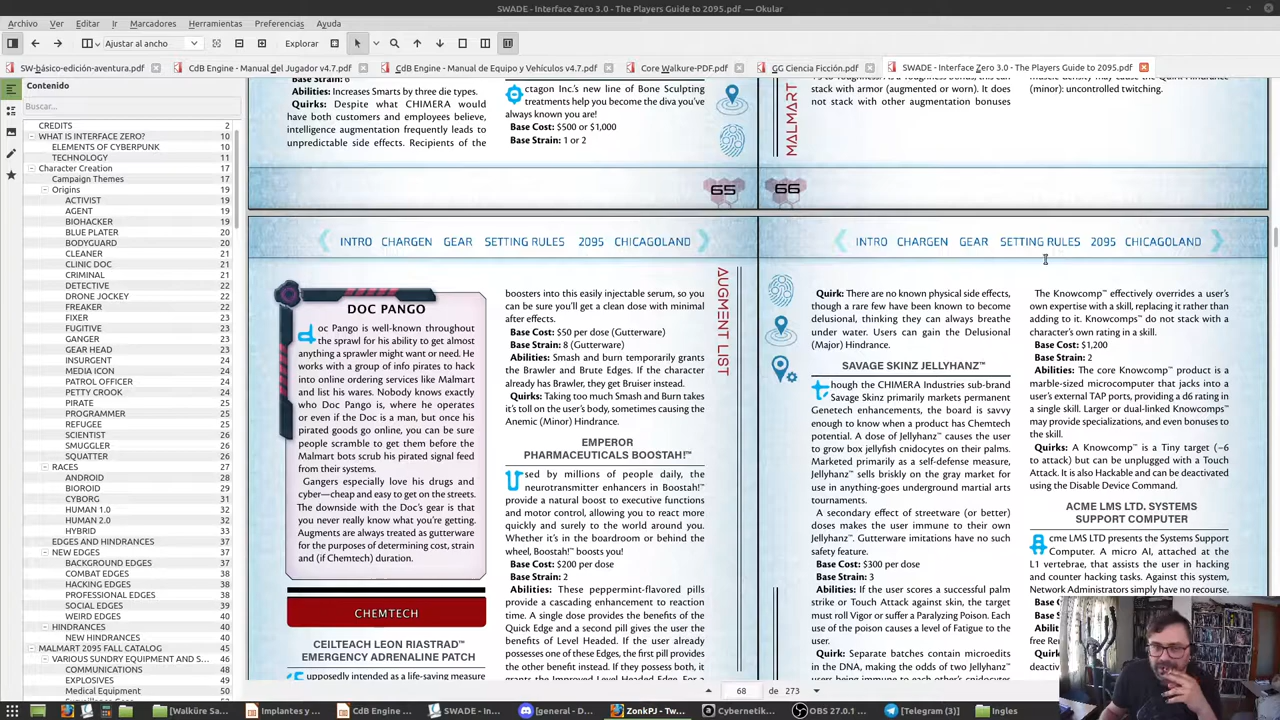 SWADE - Interface Zero 3.0 - The Players Guide to 2095.pdf — Okular
Archivo Ver Editar Ir Marcadores Herramientas Preferencias Ayuda
Ajustar al ancho Explorar
SW-básico-edición-aventura.pdf
CdB Engine - Manual del Jugador v4.7.pdf
CdB Engine - Manual de Equipo y Vehículos v4.7.pdf
Core Walkure-PDF.pdf
GG Ciencia Ficción.pdf
SWADE - Interface Zero 3.0 - The Players Guide to 2095.pdf
Contenido
Buscar...
CREDITS 2
WHAT IS INTERFACE ZERO? 10
ELEMENTS OF CYBERPUNK 10
TECHNOLOGY 11
Character Creation 17
Campaign Themes 17
Origins 19
ACTIVIST 19
AGENT 19
BIOHACKER 19
BLUE PLATER 20
BODYGUARD 20
CLEANER 21
CLINIC DOC 21
CRIMINAL 21
DETECTIVE 22
DRONE JOCKEY 22
FREAKER 22
FIXER 23
FUGITIVE 23
GANGER 23
GEAR HEAD 24
INSURGENT 24
MEDIA ICON 24
PATROL OFFICER 24
PETTY CROOK 24
PIRATE 25
PROGRAMMER 25
REFUGEE 25
SCIENTIST 26
SMUGGLER 26
SQUATTER 26
RACES 27
ANDROID 28
BIOROID 29
CYBORG 31
HUMAN 1.0 32
HUMAN 2.0 32
HYBRID 33
EDGES AND HINDRANCES 37
NEW EDGES 37
BACKGROUND EDGES 37
COMBAT EDGES 38
HACKING EDGES 38
PROFESSIONAL EDGES 38
SOCIAL EDGES 39
WEIRD EDGES 40
HINDRANCES 40
NEW HINDRANCES 40
MALMART 2095 FALL CATALOG 45
VARIOUS SUNDRY EQUIPMENT AND S... 46
COMMUNICATIONS 48
EXPLOSIVES 49
Medical Equipment 50
Base Strain: 6
Abilities: Increases Smarts by three die types.
Quirks: Despite what CHIMERA would
have both customers and employees believe,
intelligence augmentation frequently leads to
unpredictable side effects. Recipients of the
Octagon Inc.'s new line of Bone Sculpting
treatments help you become the diva you've
always known you are!
Base Cost: $500 or $1,000
Base Strain: 1 or 2
65
MALMART
stack with armor (augmented or worn). It does
not stack with other augmentation bonuses
(minor): uncontrolled twitching.
66
INTRO CHARGEN GEAR SETTING RULES 2095 CHICAGOLAND
DOC PANGO
doc Pango is well-known throughout
the sprawl for his ability to get almost
anything a sprawler might want or need. He
works with a group of info pirates to hack
into online ordering services like Malmart
and list his wares. Nobody knows exactly
who Doc Pango is, where he operates
or even if the Doc is a man, but once his
pirated goods go online, you can be sure
people scramble to get them before the
Malmart bots scrub his pirated signal feed
from their systems.
Gangers especially love his drugs and
cyber—cheap and easy to get on the streets.
The downside with the Doc's gear is that
you never really know what you're getting.
Augments are always treated as gutterware
for the purposes of determining cost, strain
and (if Chemtech) duration.
CHEMTECH
CEILTEACH LEON RIASTRAD™
EMERGENCY ADRENALINE PATCH
supposedly intended as a life-saving measure
boosters into this easily injectable serum, so you
can be sure you'll get a clean dose with minimal
after effects.
Base Cost: $50 per dose (Gutterware)
Base Strain: 8 (Gutterware)
Abilities: Smash and burn temporarily grants
the Brawler and Brute Edges. If the character
already has Brawler, they get Bruiser instead.
Quirks: Taking too much Smash and Burn takes
it's toll on the user's body, sometimes causing the
Anemic (Minor) Hindrance.
EMPEROR
PHARMACEUTICALS BOOSTAH!™
Used by millions of people daily, the
neurotransmitter enhancers in Boostah!™
provide a natural boost to executive functions
and motor control, allowing you to react more
quickly and surely to the world around you.
Whether it's in the boardroom or behind the
wheel, Boostah!™ boosts you!
Base Cost: $200 per dose
Base Strain: 2
Abilities: These peppermint-flavored pills
provide a cascading enhancement to reaction
time. A single dose provides the benefits of the
Quick Edge and a second pill gives the user the
benefits of Level Headed. If the user already
possesses one of these Edges, the first pill provides
the other benefit instead. If they possess both, it
grants the Improved Level Headed Edge. For a
AUGMENT LIST
INTRO CHARGEN GEAR SETTING RULES 2095 CHICAGOLAND
Quirk: There are no known physical side effects,
though a rare few have been known to become
delusional, thinking they can always breathe
under water. Users can gain the Delusional
(Major) Hindrance.
SAVAGE SKINZ JELLYHANZ™
though the CHIMERA Industries sub-brand
Savage Skinz primarily markets permanent
Genetech enhancements, the board is savvy
enough to know when a product has Chemtech
potential. A dose of Jellyhanz™ causes the user
to grow box jellyfish cnidocytes on their palms.
Marketed primarily as a self-defense measure,
Jellyhanz™ sells briskly on the gray market for
use in anything-goes underground martial arts
tournaments.
A secondary effect of streetware (or better)
doses makes the user immune to their own
Jellyhanz™. Gutterware imitations have no such
safety feature.
Base Cost: $300 per dose
Base Strain: 3
Abilities: If the user scores a successful palm
strike or Touch Attack against skin, the target
must roll Vigor or suffer a Paralyzing Poison. Each
use of the poison causes a level of Fatigue to the
user.
Quirk: Separate batches contain microedits
in the DNA, making the odds of two Jellyhanz™
users being immune to each other's cnidocytes
The Knowcomp™ effectively overrides a user's
own expertise with a skill, replacing it rather than
adding to it. Knowcomps™ do not stack with a
character's own rating in a skill.
Base Cost: $1,200
Base Strain: 2
Abilities: The core Knowcomp™ product is a
marble-sized microcomputer that jacks into a
user's external TAP ports, providing a d6 rating in
a single skill. Larger or dual-linked Knowcomps™
may provide specializations, and even bonuses to
the skill.
Quirks: A Knowcomp™ is a Tiny target (−6
to attack) but can be unplugged with a Touch
Attack. It is also Hackable and can be deactivated
using the Disable Device Command.
ACME LMS LTD. SYSTEMS
SUPPORT COMPUTER
Acme LMS LTD presents the Systems Support
Computer. A micro AI, attached at the
L1 vertebrae, that assists the user in hacking
and counter hacking tasks. Against this system,
Network Administrators simply have no recourse.
68 de 273
[Walküre Sa...
Implantes y ...
CdB Engine ...
SWADE - In...
[general - D...
ZonkPJ - Tw...
Cybernetik...
OBS 27.0.1 ...
[Telegram (3)]
Ingles